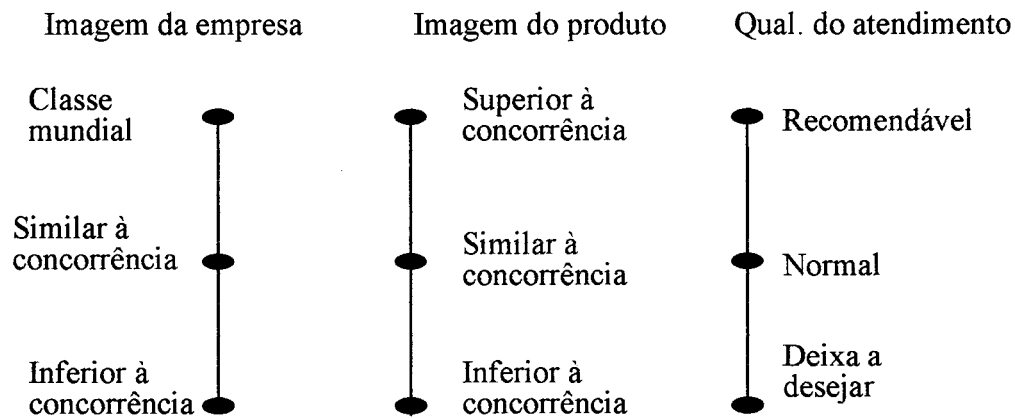 Imagem da empresa
Imagem do produto
Qual. do atendimento
Classe
mundial
Superior à
concorrência
Recomendável
Similar à
concorrência
Similar à
concorrência
Normal
Inferior à
concorrência
Inferior à
concorrência
Deixa a
desejar